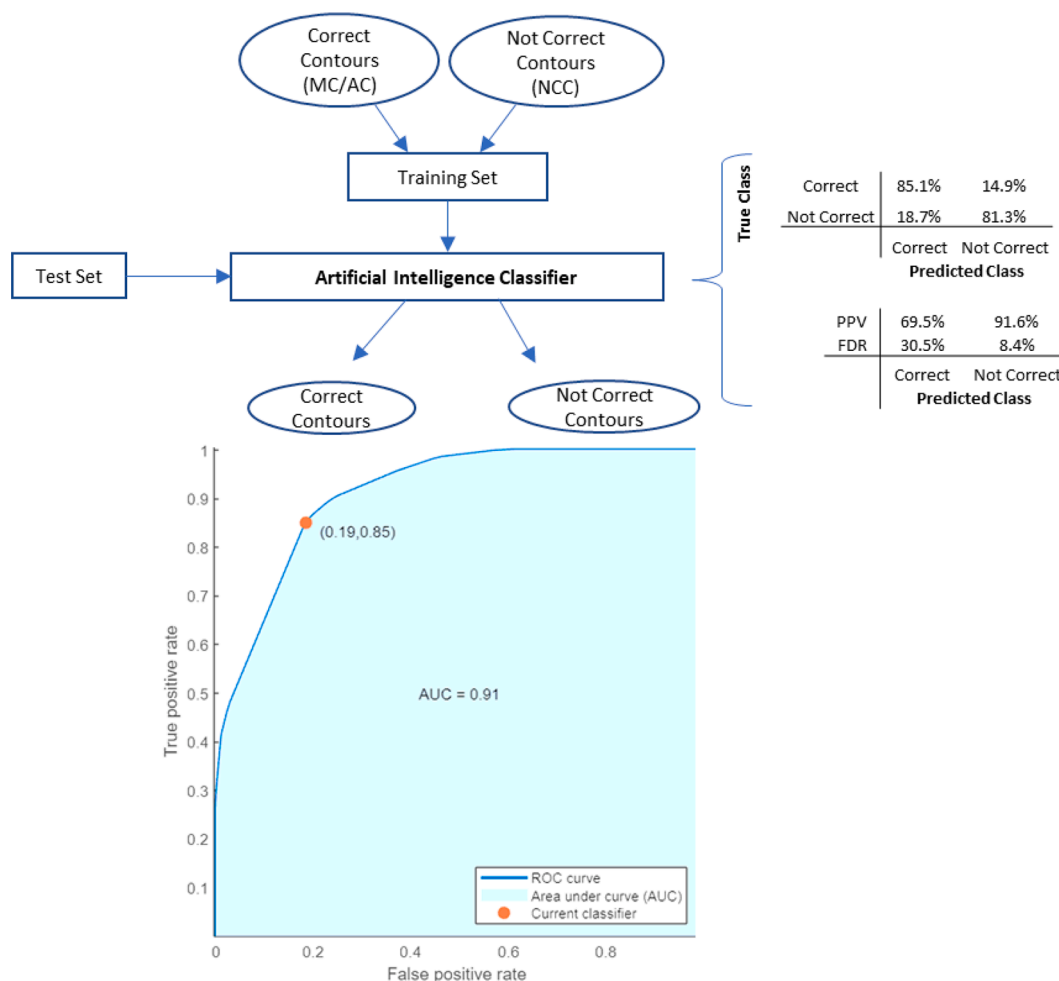 Correct
Contours
(MC/AC)
Not Correct
Contours
(NCC)
Training Set
Test Set
Artificial Intelligence Classifier
Correct
Contours
Not Correct
Contours
True Class
Correct 85.1% 14.9%
Not Correct 18.7% 81.3%
Correct Not Correct
Predicted Class
PPV 69.5% 91.6%
FDR 30.5% 8.4%
Correct Not Correct
Predicted Class
True positive rate
1
0.9
0.8
0.7
0.6
0.5
0.4
0.3
0.2
0.1
(0.19,0.85)
AUC = 0.91
ROC curve
Area under curve (AUC)
Current classifier
0 0.2 0.4 0.6 0.8
False positive rate